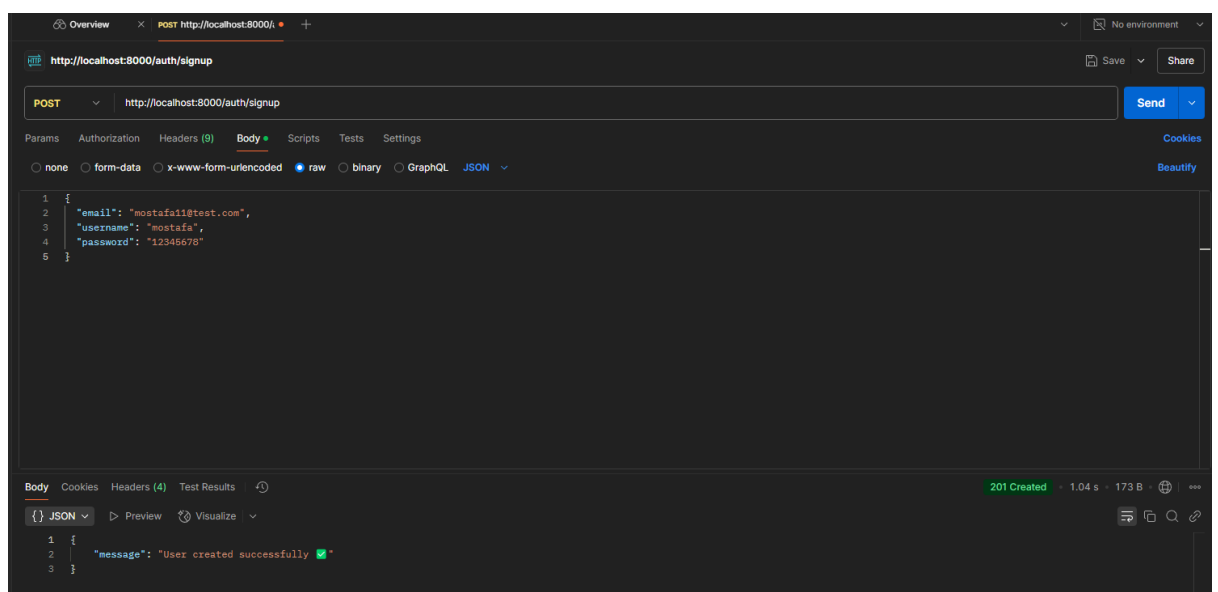 Overview × POST http://localhost:8000/a • + No environment
HTTP http://localhost:8000/auth/signup Save Share
POST http://localhost:8000/auth/signup Send
Params Authorization Headers (9) Body Scripts Tests Settings Cookies
none form-data x-www-form-urlencoded raw binary GraphQL JSON Beautify
1 {
2 "email": "mostafa11@test.com",
3 "username": "mostafa",
4 "password": "12345678"
5 }
Body Cookies Headers (4) Test Results 201 Created • 1.04 s • 173 B
{} JSON Preview Visualize
1 {
2 "message": "User created successfully ✅"
3 }